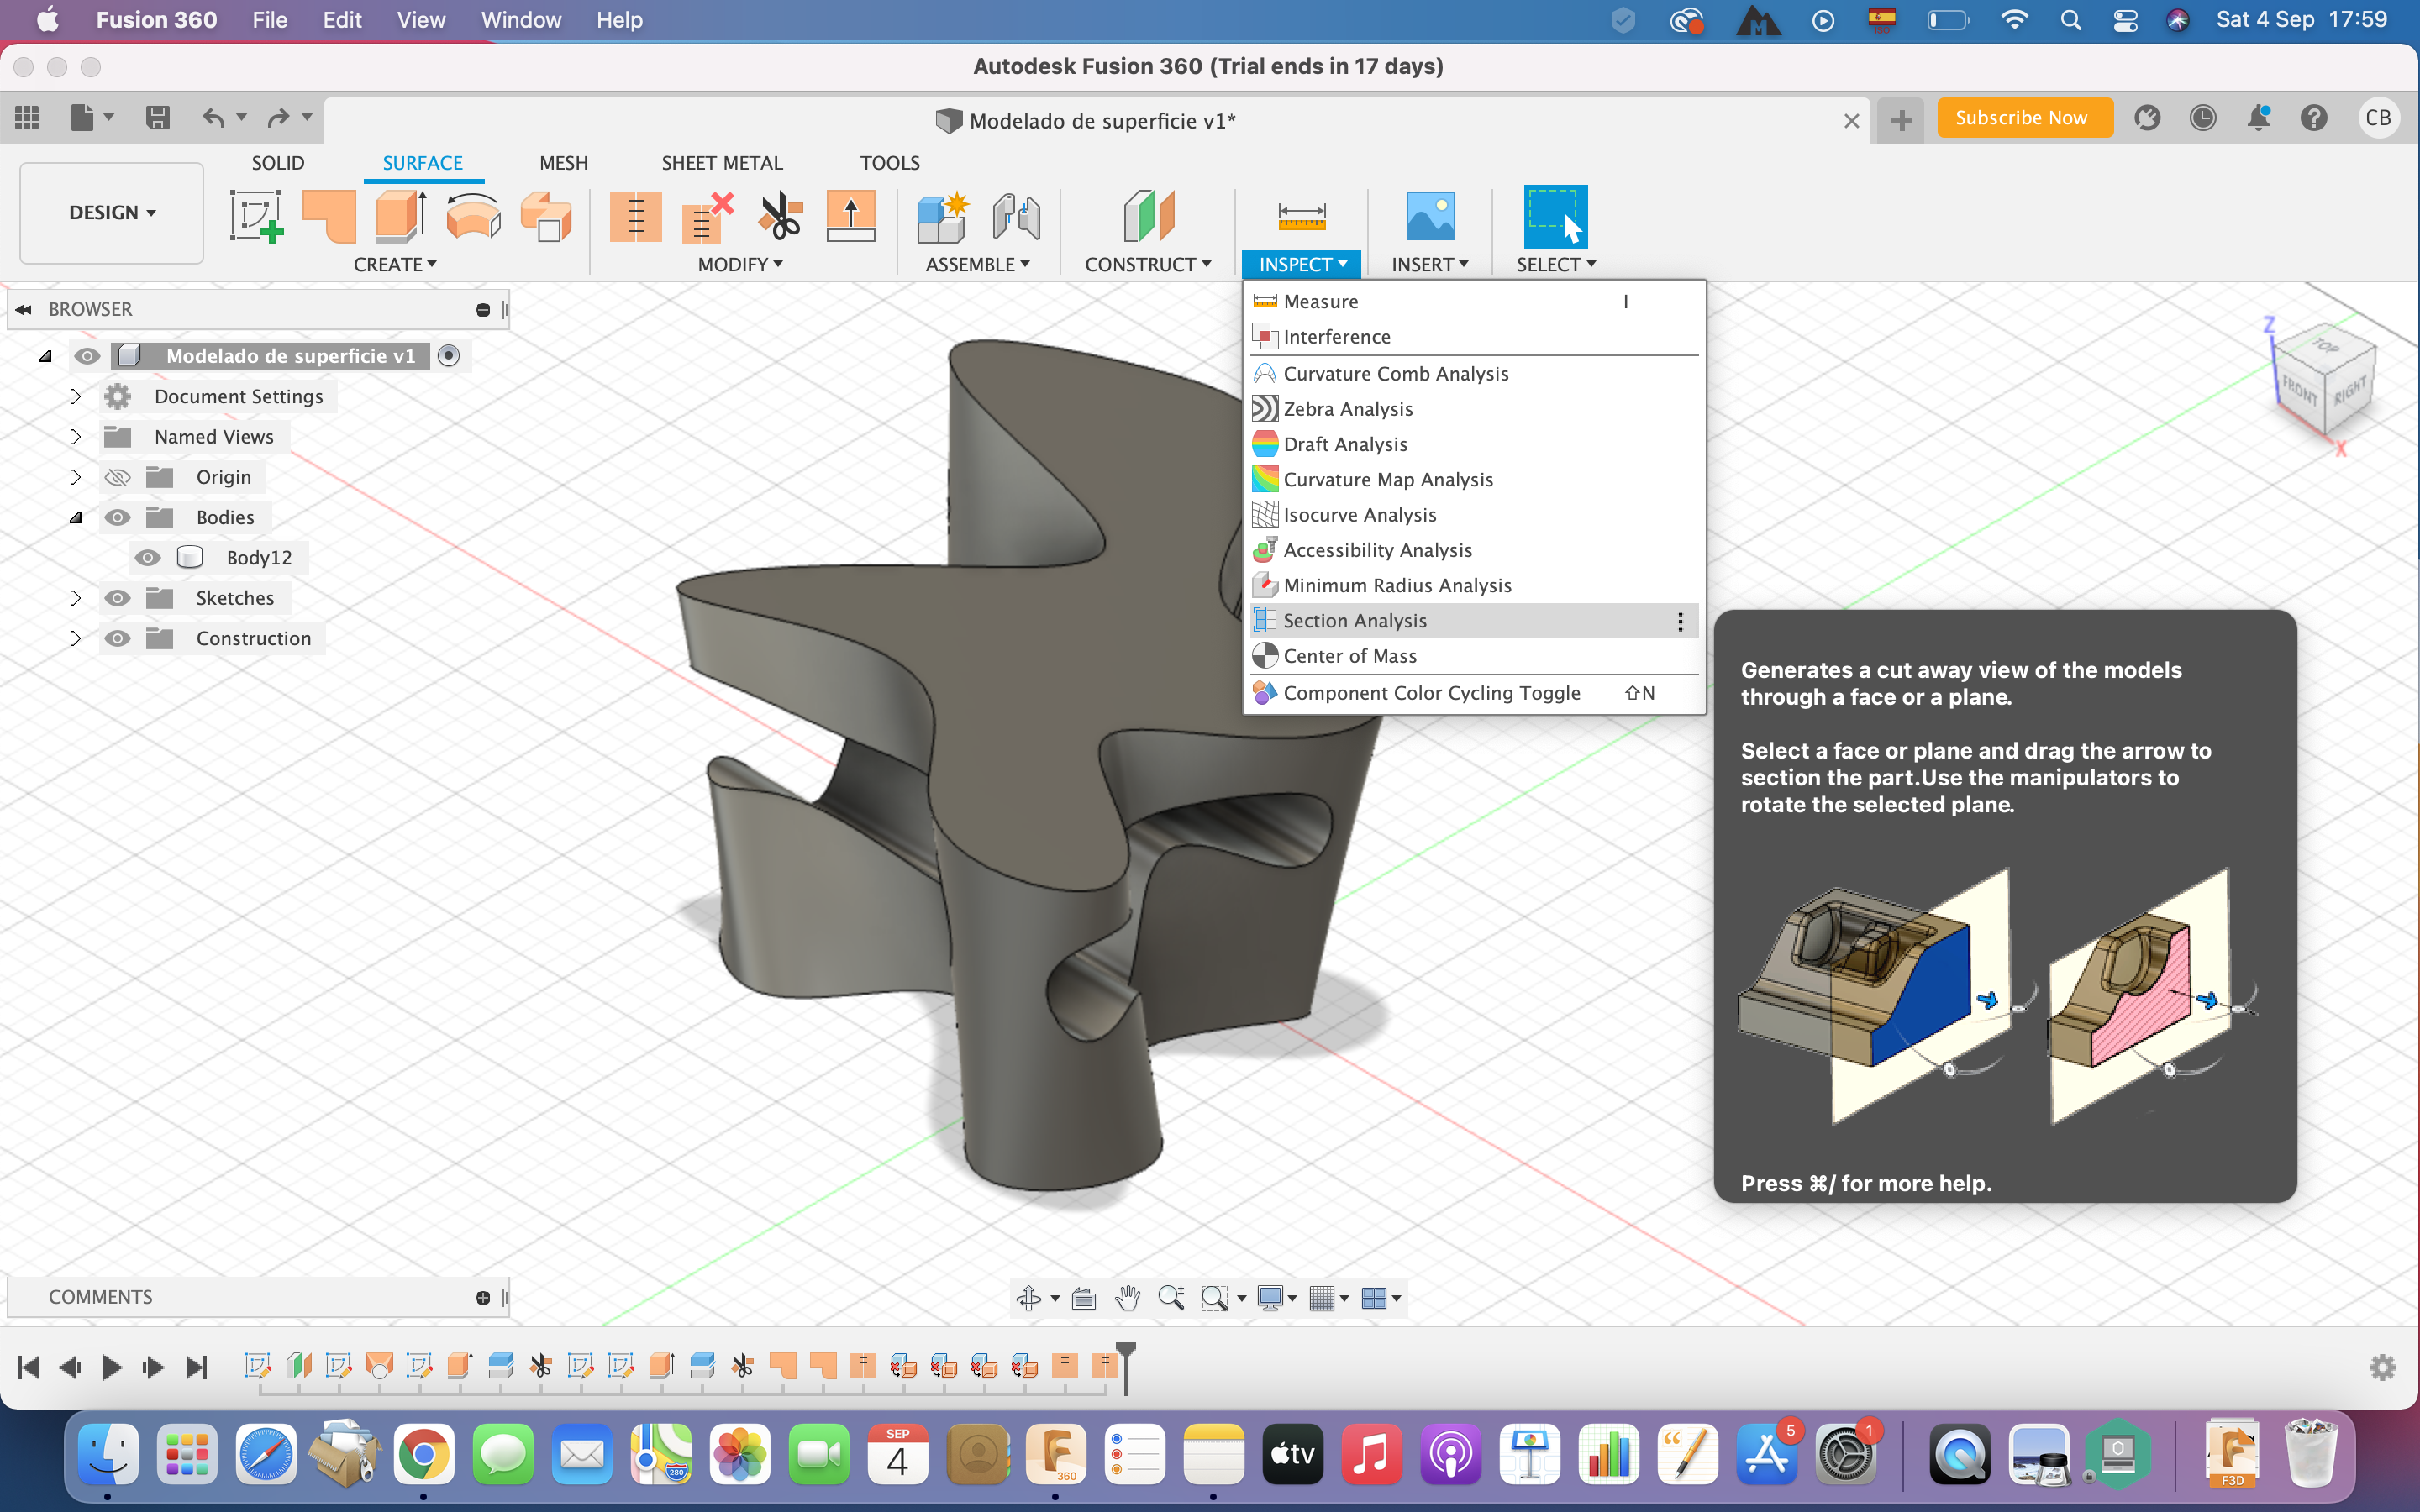 Fusion 360 File Edit View Window Help Sat 4 Sep 17:59
Autodesk Fusion 360 (Trial ends in 17 days)
Modelado de superficie v1*
Subscribe Now
CB
SOLID SURFACE MESH SHEET METAL TOOLS
DESIGN
CREATE MODIFY ASSEMBLE CONSTRUCT INSPECT INSERT SELECT
BROWSER
Modelado de superficie v1
Document Settings
Named Views
Origin
Bodies
Body12
Sketches
Construction
Measure I
Interference
Curvature Comb Analysis
Zebra Analysis
Draft Analysis
Curvature Map Analysis
Isocurve Analysis
Accessibility Analysis
Minimum Radius Analysis
Section Analysis
Center of Mass
Component Color Cycling Toggle ⇧N
Z
TOP
FRONT RIGHT
X
Generates a cut away view of the models
through a face or a plane.
Select a face or plane and drag the arrow to
section the part.Use the manipulators to
rotate the selected plane.
Press ⌘/ for more help.
COMMENTS
SEP
4
360
280
tv
5
1
F3D